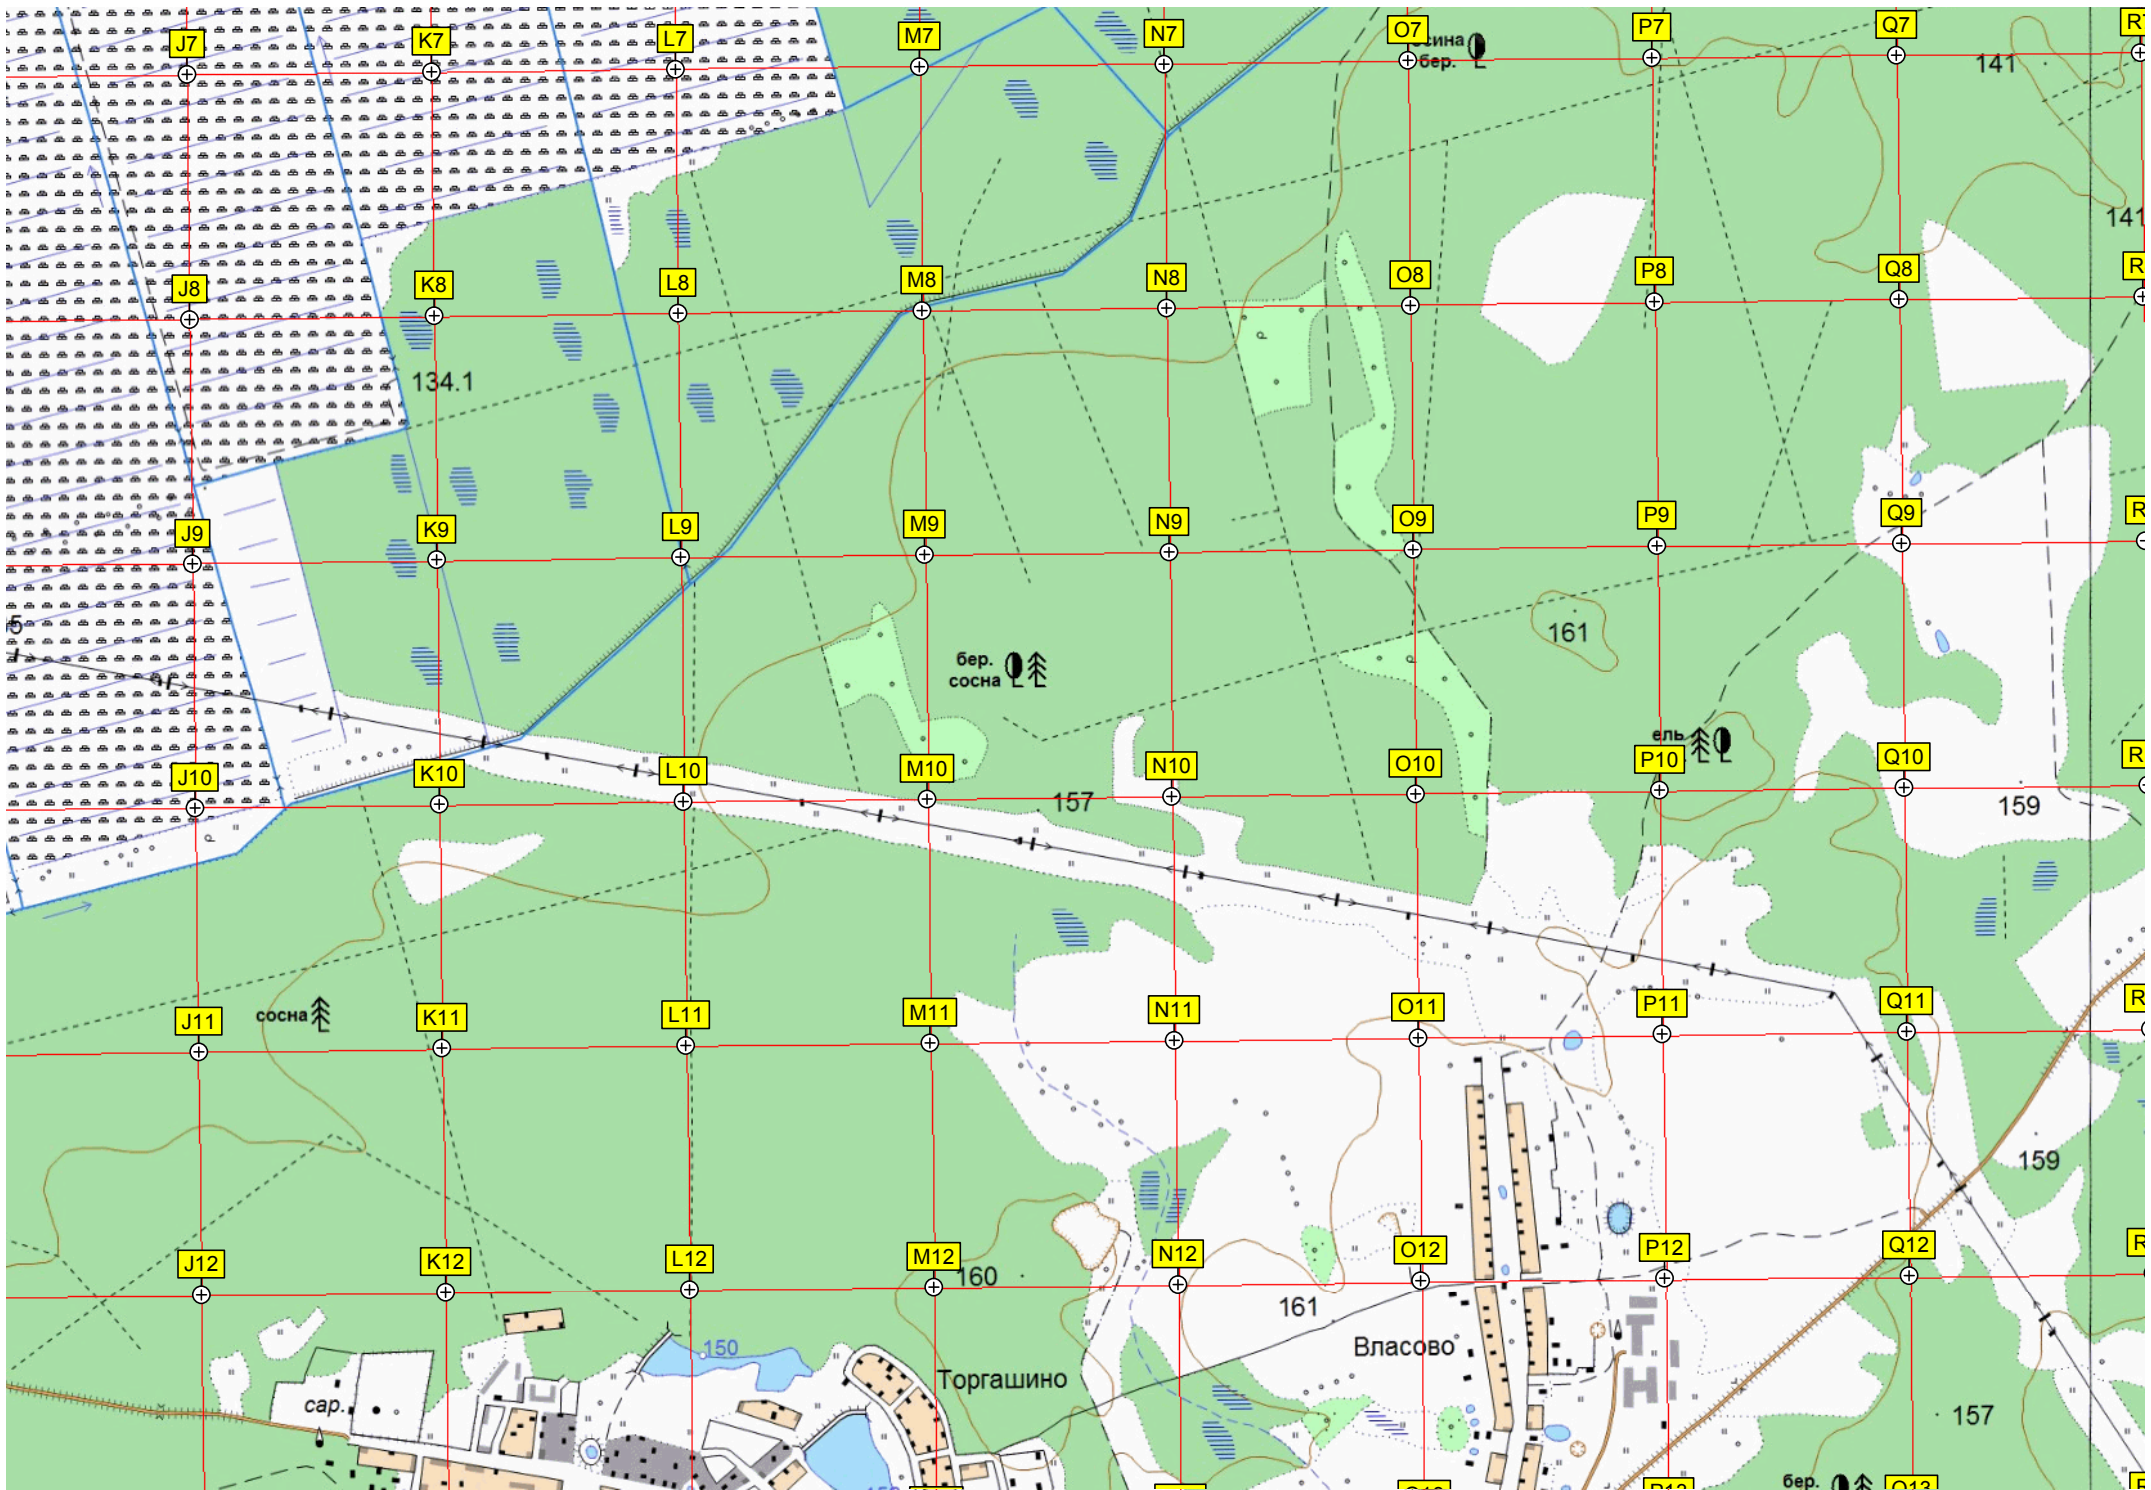 J7 K7 L7 M7 N7 O7 P7 Q7
бер.
141
141
J8 K8 L8 M8 N8 O8 P8 Q8
134.1
J9 K9 L9 M9 N9 O9 P9 Q9
161
бер.
сосна
ель
J10 K10 L10 M10 N10 O10 P10 Q10
157
159
сосна
J11 K11 L11 M11 N11 O11 P11 Q11
159
J12 K12 L12 M12 N12 O12 P12 Q12
160
161
150
Власово
Торгашино
сар.
157
бер.